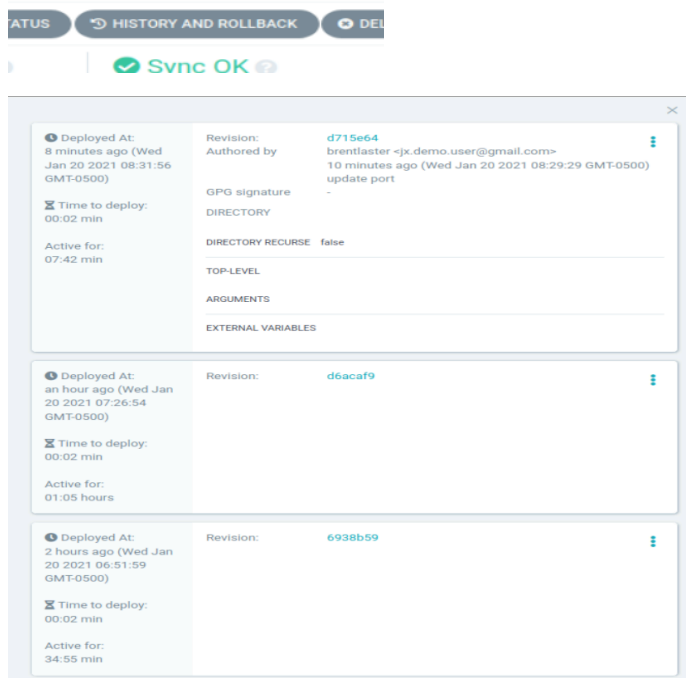 ATUS
HISTORY AND ROLLBACK
DEL
Sync OK
Deployed At:
8 minutes ago (Wed
Jan 20 2021 08:31:56
GMT-0500)
Time to deploy:
00:02 min
Active for:
07:42 min
Revision: d715e64
Authored by brentlaster <jx.demo.user@gmail.com>
10 minutes ago (Wed Jan 20 2021 08:29:29 GMT-0500)
update port
GPG signature -
DIRECTORY
DIRECTORY RECURSE false
TOP-LEVEL
ARGUMENTS
EXTERNAL VARIABLES
Deployed At:
an hour ago (Wed Jan
20 2021 07:26:54
GMT-0500)
Time to deploy:
00:02 min
Active for:
01:05 hours
Revision: d6acaf9
Deployed At:
2 hours ago (Wed Jan
20 2021 06:51:59
GMT-0500)
Time to deploy:
00:02 min
Active for:
34:55 min
Revision: 6938b59